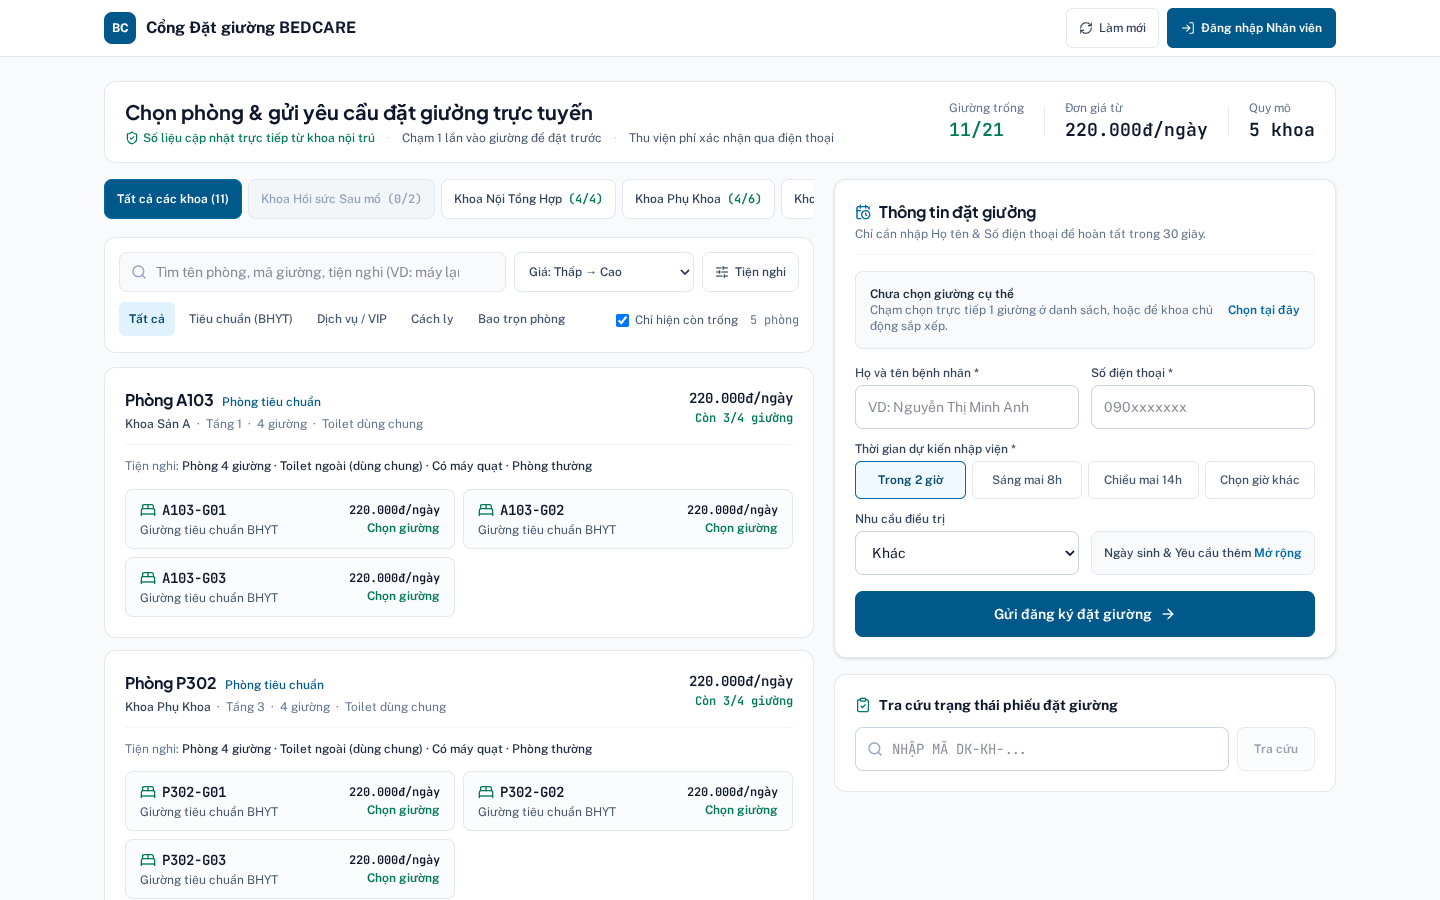 BC
Cổng Đặt giường BEDCARE
Làm mới
Đăng nhập Nhân viên
Chọn phòng & gửi yêu cầu đặt giường trực tuyến
Số liệu cập nhật trực tiếp từ khoa nội trú · Chạm 1 lần vào giường để đặt trước · Thư viện phí xác nhận qua điện thoại
Giường trống
11/21
Đơn giá từ
220.000đ/ngày
Quy mô
5 khoa
Tất cả các khoa (11)
Khoa Hồi sức Sau mổ (0/2)
Khoa Nội Tổng Hợp (4/4)
Khoa Phụ Khoa (4/6)
Kho
Tìm tên phòng, mã giường, tiện nghi (VD: máy lạn
Giá: Thấp → Cao
Tiện nghi
Tất cả
Tiêu chuẩn (BHYT)
Dịch vụ / VIP
Cách ly
Bao trọn phòng
Chỉ hiện còn trống
5 phòng
Phòng A103 Phòng tiêu chuẩn
220.000đ/ngày
Khoa Sản A · Tầng 1 · 4 giường · Toilet dùng chung
Còn 3/4 giường
Tiện nghi: Phòng 4 giường · Toilet ngoài (dùng chung) · Có máy quạt · Phòng thường
A103-G01 220.000đ/ngày
Giường tiêu chuẩn BHYT Chọn giường
A103-G02 220.000đ/ngày
Giường tiêu chuẩn BHYT Chọn giường
A103-G03 220.000đ/ngày
Giường tiêu chuẩn BHYT Chọn giường
Phòng P302 Phòng tiêu chuẩn
220.000đ/ngày
Khoa Phụ Khoa · Tầng 3 · 4 giường · Toilet dùng chung
Còn 3/4 giường
Tiện nghi: Phòng 4 giường · Toilet ngoài (dùng chung) · Có máy quạt · Phòng thường
P302-G01 220.000đ/ngày
Giường tiêu chuẩn BHYT Chọn giường
P302-G02 220.000đ/ngày
Giường tiêu chuẩn BHYT Chọn giường
P302-G03 220.000đ/ngày
Giường tiêu chuẩn BHYT Chọn giường
Thông tin đặt giường
Chỉ cần nhập Họ tên & Số điện thoại để hoàn tất trong 30 giây.
Chưa chọn giường cụ thể
Chạm chọn trực tiếp 1 giường ở danh sách, hoặc để khoa chủ
động sắp xếp.
Chọn tại đây
Họ và tên bệnh nhân *
VD: Nguyễn Thị Minh Anh
Số điện thoại *
090xxxxxxx
Thời gian dự kiến nhập viện *
Trong 2 giờ
Sáng mai 8h
Chiều mai 14h
Chọn giờ khác
Nhu cầu điều trị
Khác
Ngày sinh & Yêu cầu thêm Mở rộng
Gửi đăng ký đặt giường →
Tra cứu trạng thái phiếu đặt giường
NHẬP MÃ DK-KH-...
Tra cứu